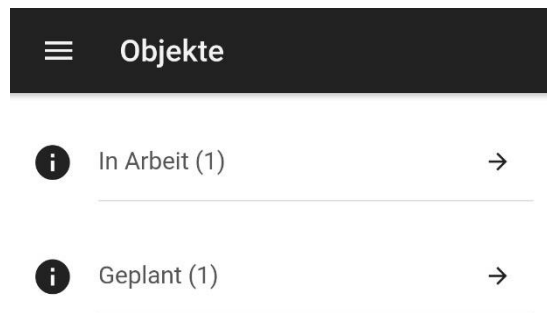 Objekte
In Arbeit (1)
Geplant (1)